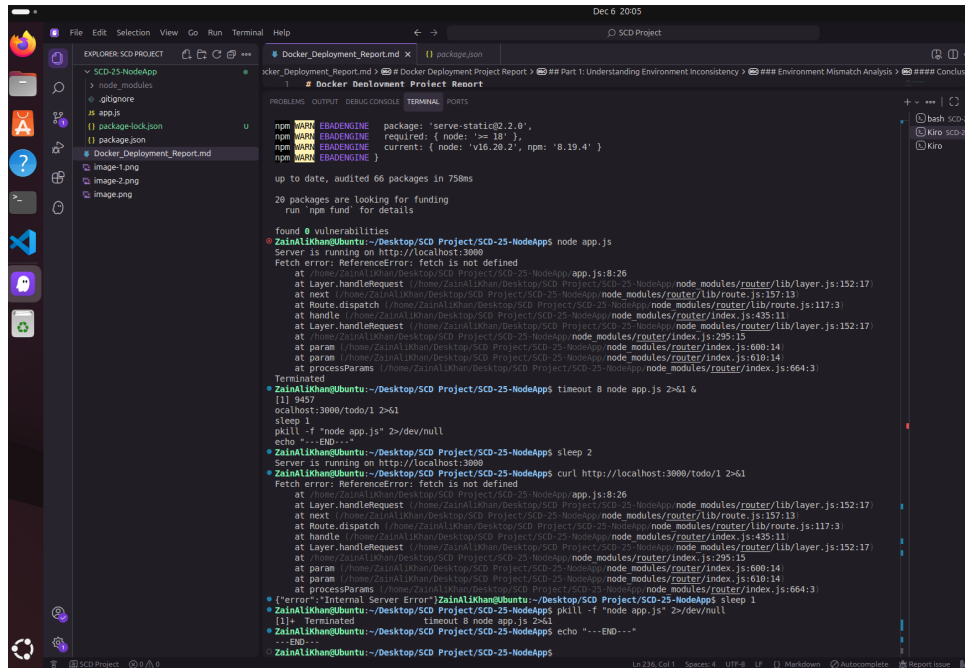 Dec 6 20:05
File Edit Selection View Go Run Terminal Help
SCD Project
EXPLORER: SCD PROJECT
SCD-25-NodeApp
node_modules
.gitignore
JS app.js
{} package-lock.json U
{} package.json
Docker_Deployment_Report.md
image-1.png
image-2.png
image.png
Docker_Deployment_Report.md
{} package.json
ocker_Deployment_Report.md > # Docker Deployment Project Report > ## Part 1: Understanding Environment Inconsistency > ### Environment Mismatch Analysis > #### Conclus
1 # Docker Deployment Project Report
PROBLEMS OUTPUT DEBUG CONSOLE TERMINAL PORTS
npm WARN EBADENGINE   package: 'serve-static@2.2.0',
npm WARN EBADENGINE   required: { node: '>= 18' },
npm WARN EBADENGINE   current: { node: 'v16.20.2', npm: '8.19.4' }
npm WARN EBADENGINE }
up to date, audited 66 packages in 758ms
20 packages are looking for funding
run `npm fund` for details
found 0 vulnerabilities
ZainAliKhan@Ubuntu:~/Desktop/SCD Project/SCD-25-NodeApp$ node app.js
Server is running on http://localhost:3000
Fetch error: ReferenceError: fetch is not defined
at /home/ZainAliKhan/Desktop/SCD Project/SCD-25-NodeApp/app.js:8:26
at Layer.handleRequest (/home/ZainAliKhan/Desktop/SCD Project/SCD-25-NodeApp/node_modules/router/lib/layer.js:152:17)
at next (/home/ZainAliKhan/Desktop/SCD Project/SCD-25-NodeApp/node_modules/router/lib/route.js:157:13)
at Route.dispatch (/home/ZainAliKhan/Desktop/SCD Project/SCD-25-NodeApp/node_modules/router/lib/route.js:117:3)
at handle (/home/ZainAliKhan/Desktop/SCD Project/SCD-25-NodeApp/node_modules/router/index.js:435:11)
at Layer.handleRequest (/home/ZainAliKhan/Desktop/SCD Project/SCD-25-NodeApp/node_modules/router/lib/layer.js:152:17)
at /home/ZainAliKhan/Desktop/SCD Project/SCD-25-NodeApp/node_modules/router/index.js:295:15
at param (/home/ZainAliKhan/Desktop/SCD Project/SCD-25-NodeApp/node_modules/router/index.js:600:14)
at param (/home/ZainAliKhan/Desktop/SCD Project/SCD-25-NodeApp/node_modules/router/index.js:610:14)
at processParams (/home/ZainAliKhan/Desktop/SCD Project/SCD-25-NodeApp/node_modules/router/index.js:664:3)
Terminated
ZainAliKhan@Ubuntu:~/Desktop/SCD Project/SCD-25-NodeApp$ timeout 8 node app.js 2>&1 &
[1] 9457
ocalhost:3000/todo/1 2>&1
sleep 1
pkill -f "node app.js" 2>/dev/null
echo "---END---"
ZainAliKhan@Ubuntu:~/Desktop/SCD Project/SCD-25-NodeApp$ sleep 2
Server is running on http://localhost:3000
ZainAliKhan@Ubuntu:~/Desktop/SCD Project/SCD-25-NodeApp$ curl http://localhost:3000/todo/1 2>&1
Fetch error: ReferenceError: fetch is not defined
at /home/ZainAliKhan/Desktop/SCD Project/SCD-25-NodeApp/app.js:8:26
at Layer.handleRequest (/home/ZainAliKhan/Desktop/SCD Project/SCD-25-NodeApp/node_modules/router/lib/layer.js:152:17)
at next (/home/ZainAliKhan/Desktop/SCD Project/SCD-25-NodeApp/node_modules/router/lib/route.js:157:13)
at Route.dispatch (/home/ZainAliKhan/Desktop/SCD Project/SCD-25-NodeApp/node_modules/router/lib/route.js:117:3)
at handle (/home/ZainAliKhan/Desktop/SCD Project/SCD-25-NodeApp/node_modules/router/index.js:435:11)
at Layer.handleRequest (/home/ZainAliKhan/Desktop/SCD Project/SCD-25-NodeApp/node_modules/router/lib/layer.js:152:17)
at /home/ZainAliKhan/Desktop/SCD Project/SCD-25-NodeApp/node_modules/router/index.js:295:15
at param (/home/ZainAliKhan/Desktop/SCD Project/SCD-25-NodeApp/node_modules/router/index.js:600:14)
at param (/home/ZainAliKhan/Desktop/SCD Project/SCD-25-NodeApp/node_modules/router/index.js:610:14)
at processParams (/home/ZainAliKhan/Desktop/SCD Project/SCD-25-NodeApp/node_modules/router/index.js:664:3)
{"error":"Internal Server Error"}ZainAliKhan@Ubuntu:~/Desktop/SCD Project/SCD-25-NodeApp$ sleep 1
ZainAliKhan@Ubuntu:~/Desktop/SCD Project/SCD-25-NodeApp$ pkill -f "node app.js" 2>/dev/null
[1]+  Terminated              timeout 8 node app.js 2>&1
ZainAliKhan@Ubuntu:~/Desktop/SCD Project/SCD-25-NodeApp$ echo "---END---"
---END---
ZainAliKhan@Ubuntu:~/Desktop/SCD Project/SCD-25-NodeApp$
bash SCD-
Kiro SCD-2
Kiro
SCD Project 0 0
Ln 236, Col 1 Spaces: 4 UTF-8 LF {} Markdown Autocomplete Report issue